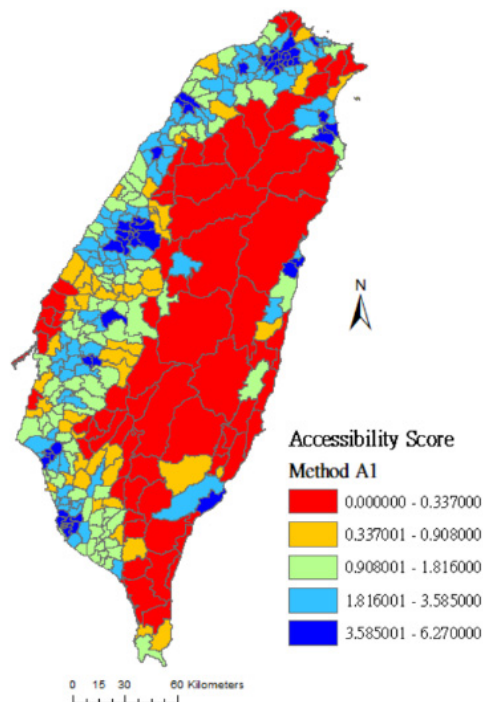 N
Accessibility Score
Method A1
0.000000 - 0.337000
0.337001 - 0.908000
0.908001 - 1.816000
1.816001 - 3.585000
3.585001 - 6.270000
0 15 30 60 Kilometers